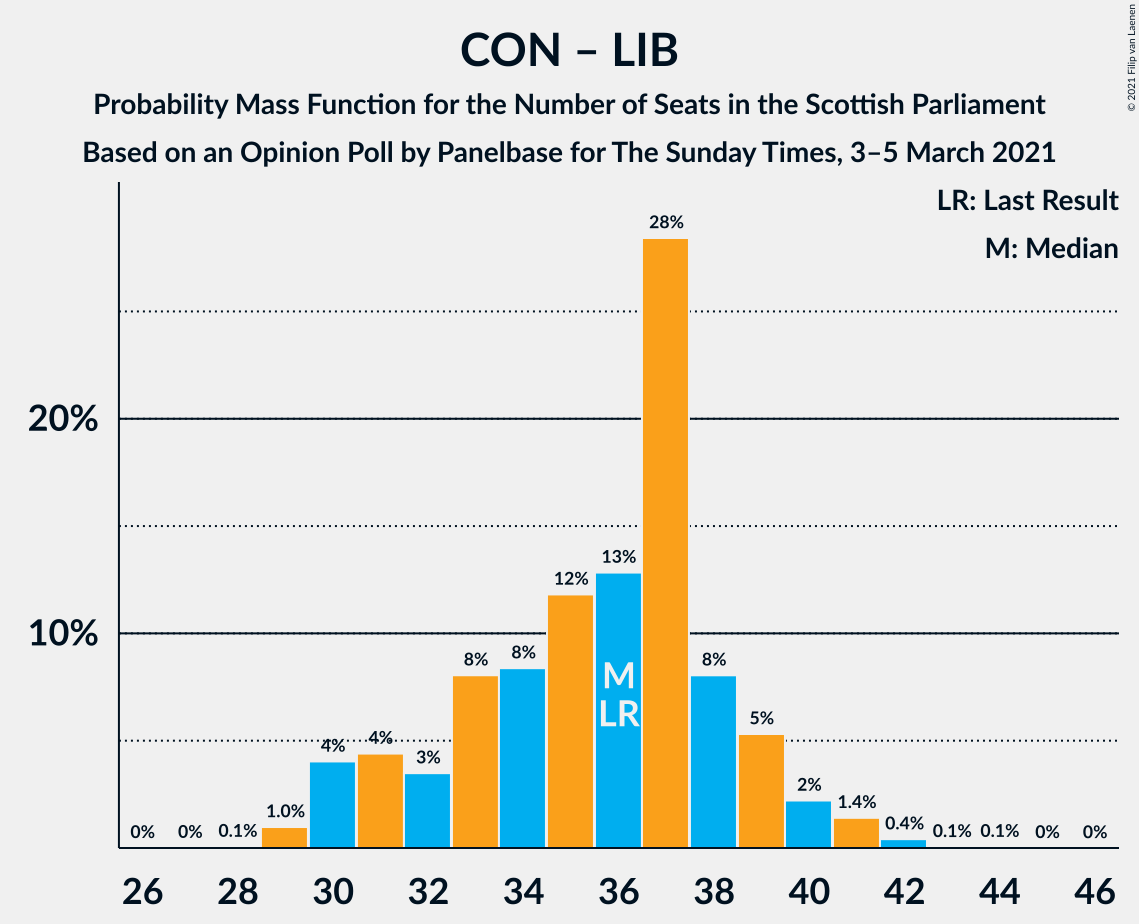 CON – LIB
Probability Mass Function for the Number of Seats in the Scottish Parliament
Based on an Opinion Poll by Panelbase for The Sunday Times, 3–5 March 2021
© 2021 Filip van Laenen
LR: Last Result
M: Median
20%
10%
0%
0%
0.1%
1.0%
4%
4%
3%
8%
8%
12%
13%
28%
8%
5%
2%
1.4%
0.4%
0.1%
0.1%
0%
0%
M
LR
26 28 30 32 34 36 38 40 42 44 46